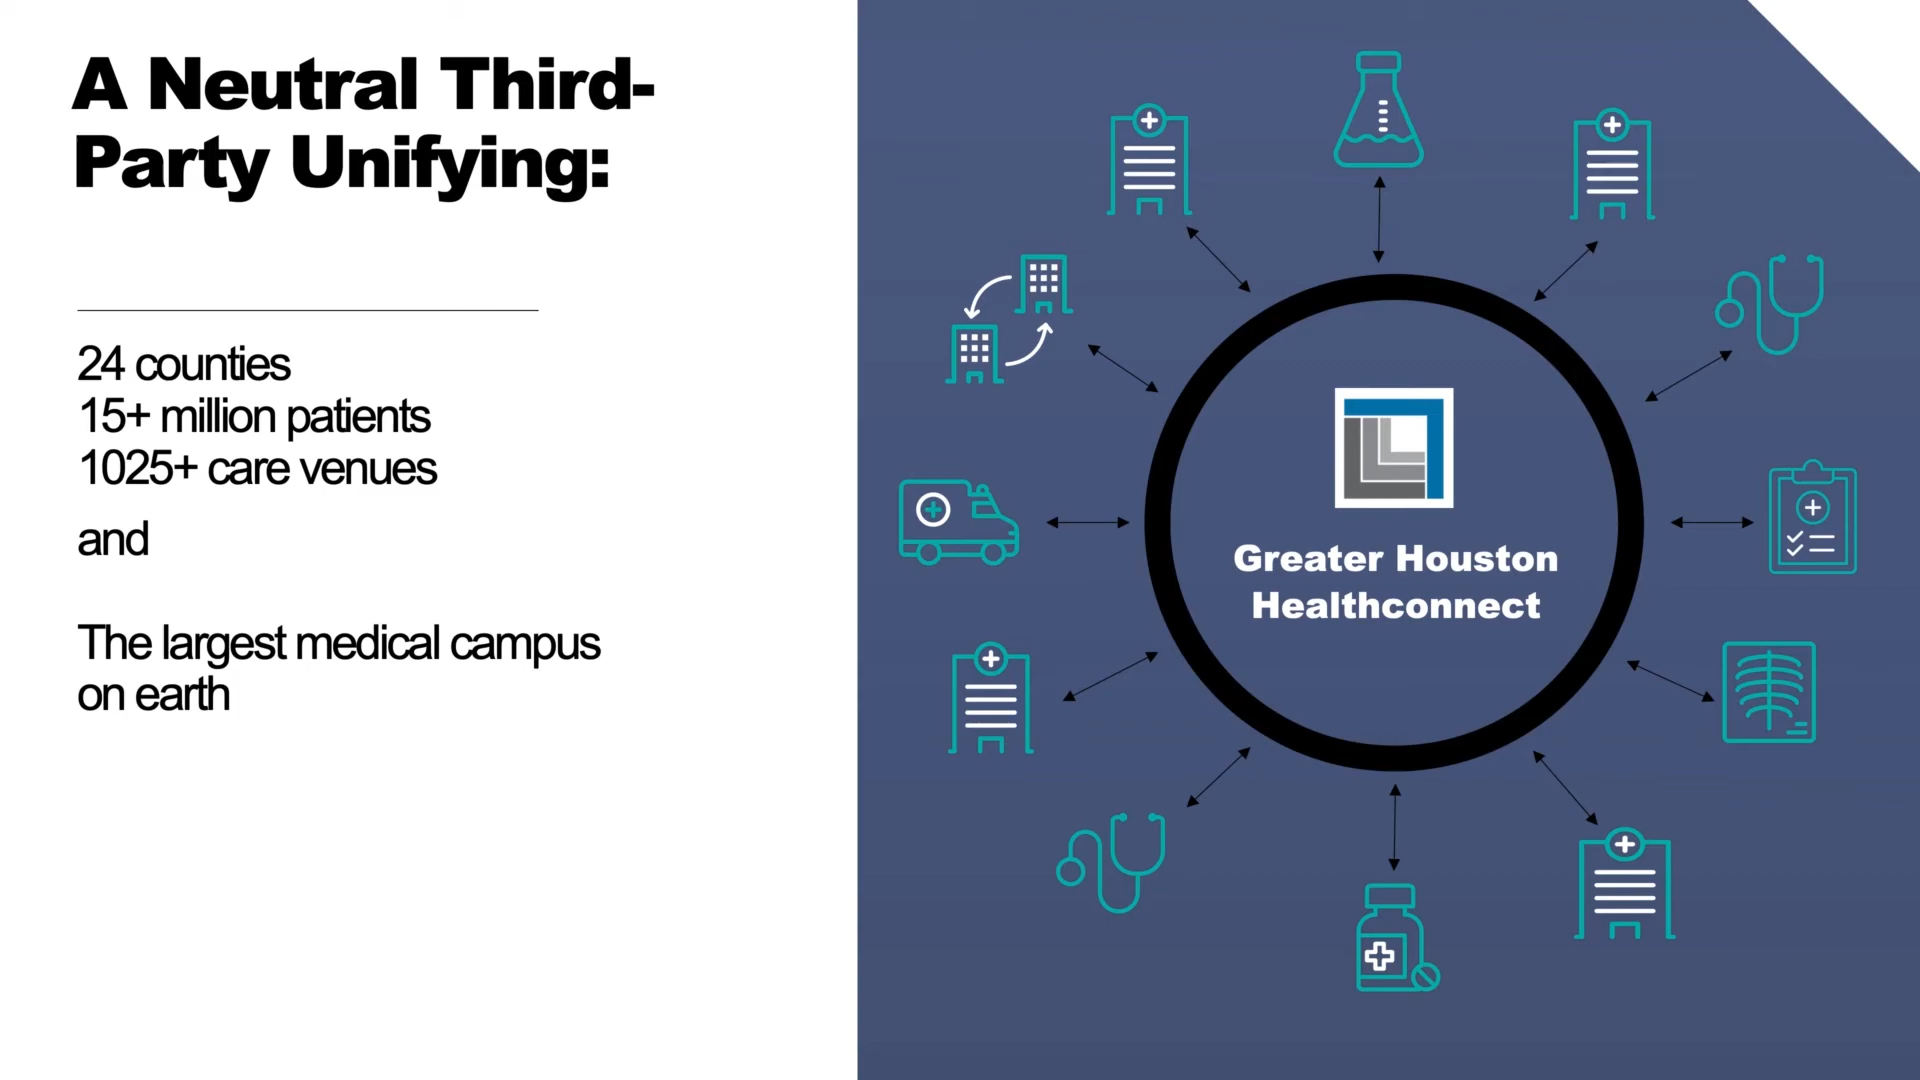 A Neutral Third-
Party Unifying:
24 counties
15+ million patients
1025+ care venues
and
The largest medical campus
on earth
Greater Houston
Healthconnect